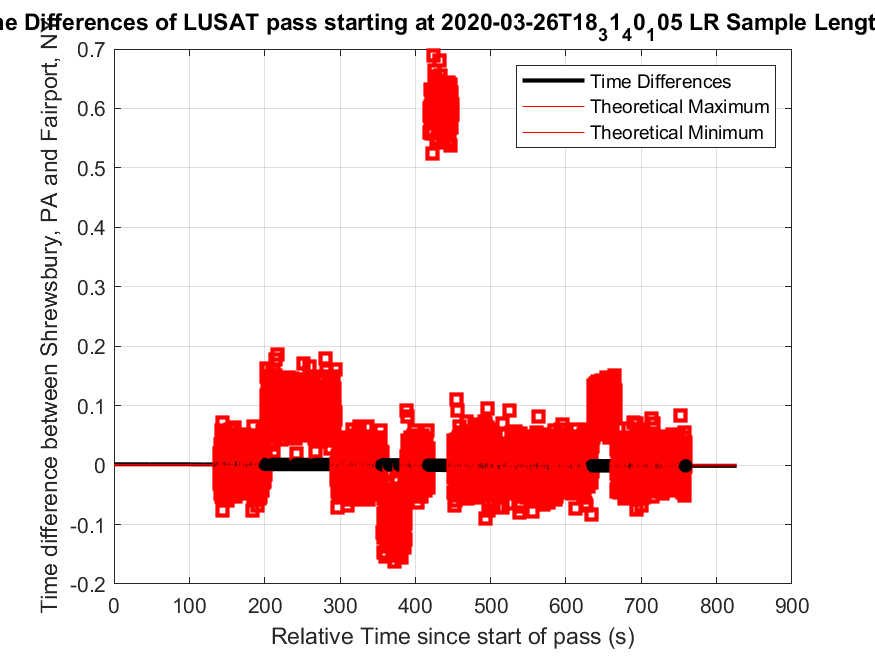 ne Differences of LUSAT pass starting at 2020-03-26T18₃1₄0₁05 LR Sample Lengt
Time difference between Shrewsbury, PA and Fairport, NY
0.7
0.6
0.5
0.4
0.3
0.2
0.1
0
-0.1
-0.2
Time Differences
Theoretical Maximum
Theoretical Minimum
0 100 200 300 400 500 600 700 800 900
Relative Time since start of pass (s)